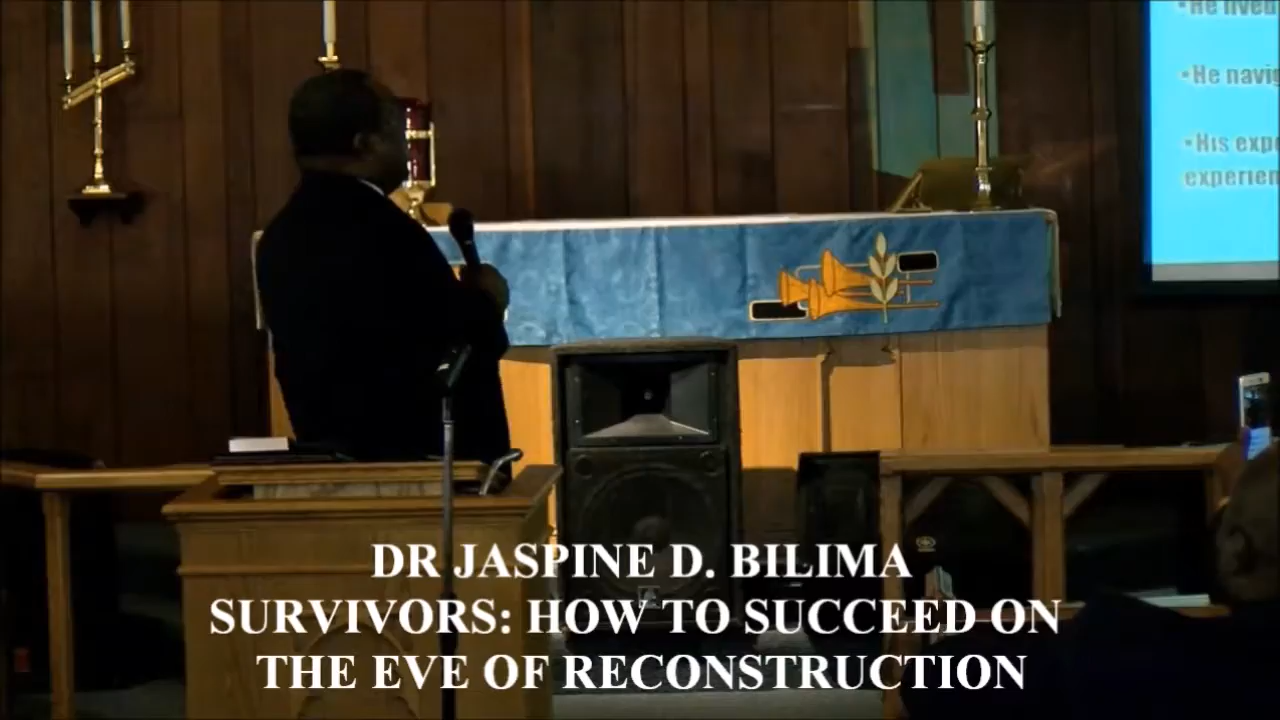 •He lived
•He navig
•His expe
experien
DR JASPINE D. BILIMA
SURVIVORS: HOW TO SUCCEED ON
THE EVE OF RECONSTRUCTION